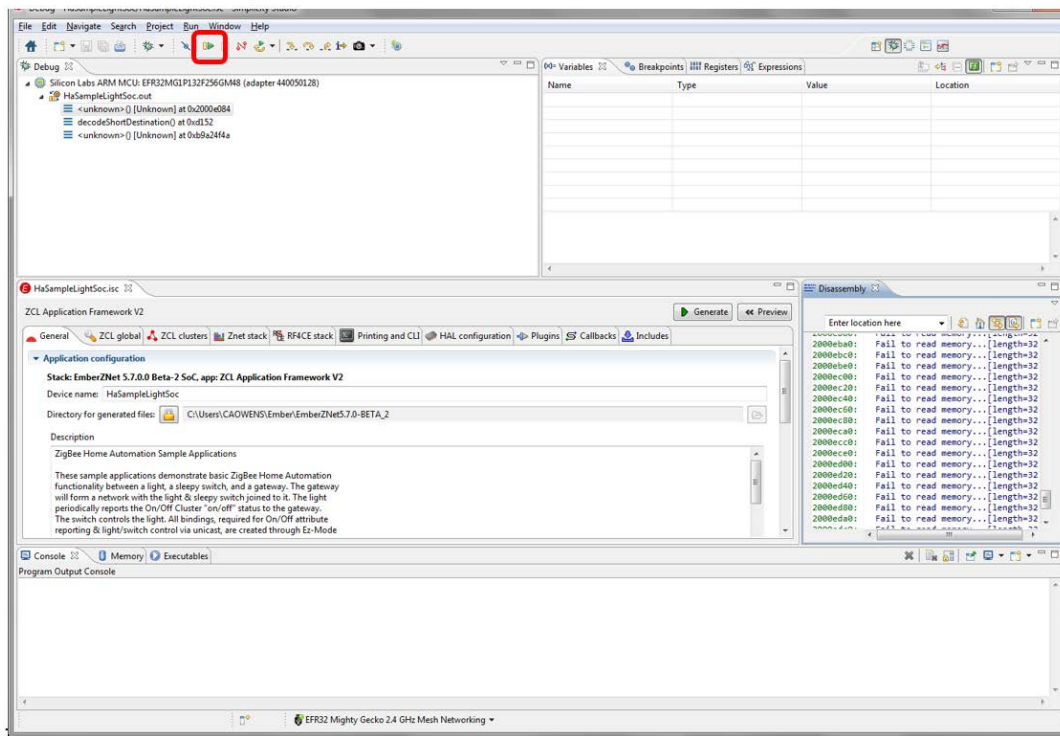 File Edit Navigate Search Project Run Window Help
Debug
Silicon Labs ARM MCU: EFR32MG1P132F256GM48 (adapter 440050128)
HaSampleLightSoc.out
<unknown>() [Unknown] at 0x2000e084
decodeShortDestination() at 0xd152
<unknown>() [Unknown] at 0xb9a24f4a
(x)= Variables Breakpoints Registers Expressions
Name Type Value Location
HaSampleLightSoc.isc
ZCL Application Framework V2
Generate Preview
General ZCL global ZCL clusters Znet stack RF4CE stack Printing and CLI HAL configuration Plugins Callbacks Includes
Application configuration
Stack: EmberZNet 5.7.0.0 Beta-2 SoC, app: ZCL Application Framework V2
Device name: HaSampleLightSoc
Directory for generated files: C:\Users\CAOWENS\Ember\EmberZNet5.7.0-BETA_2
Description
ZigBee Home Automation Sample Applications
These sample applications demonstrate basic ZigBee Home Automation
functionality between a light, a sleepy switch, and a gateway. The gateway
will form a network with the light & sleepy switch joined to it. The light
periodically reports the On/Off Cluster "on/off" status to the gateway.
The switch controls the light. All bindings, required for On/Off attribute
reporting & light/switch control via unicast, are created through Ez-Mode
Disassembly
Enter location here
2000eba0: Fail to read memory...[length=32
2000ebc0: Fail to read memory...[length=32
2000ebe0: Fail to read memory...[length=32
2000ec00: Fail to read memory...[length=32
2000ec20: Fail to read memory...[length=32
2000ec40: Fail to read memory...[length=32
2000ec60: Fail to read memory...[length=32
2000ec80: Fail to read memory...[length=32
2000eca0: Fail to read memory...[length=32
2000ecc0: Fail to read memory...[length=32
2000ece0: Fail to read memory...[length=32
2000ed00: Fail to read memory...[length=32
2000ed20: Fail to read memory...[length=32
2000ed40: Fail to read memory...[length=32
2000ed60: Fail to read memory...[length=32
2000ed80: Fail to read memory...[length=32
2000eda0: Fail to read memory...[length=32
Console Memory Executables
Program Output Console
EFR32 Mighty Gecko 2.4 GHz Mesh Networking